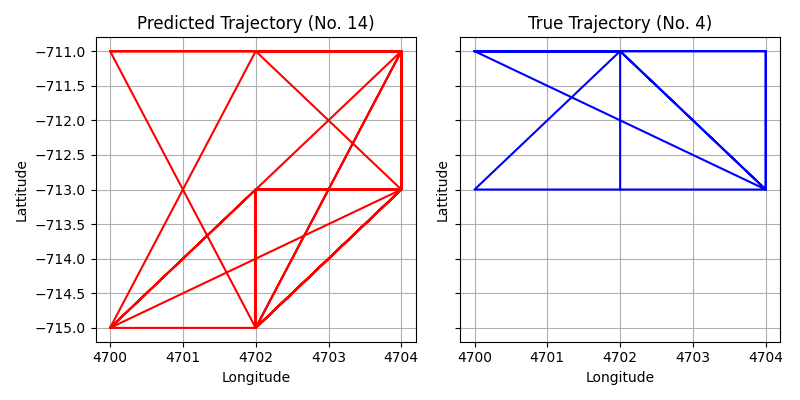 Predicted Trajectory (No. 14)
−711.0
−711.5
−712.0
−712.5
−713.0
−713.5
−714.0
−714.5
−715.0
Lattitude
4700 4701 4702 4703 4704
Longitude
True Trajectory (No. 4)
Lattitude
4700 4701 4702 4703 4704
Longitude